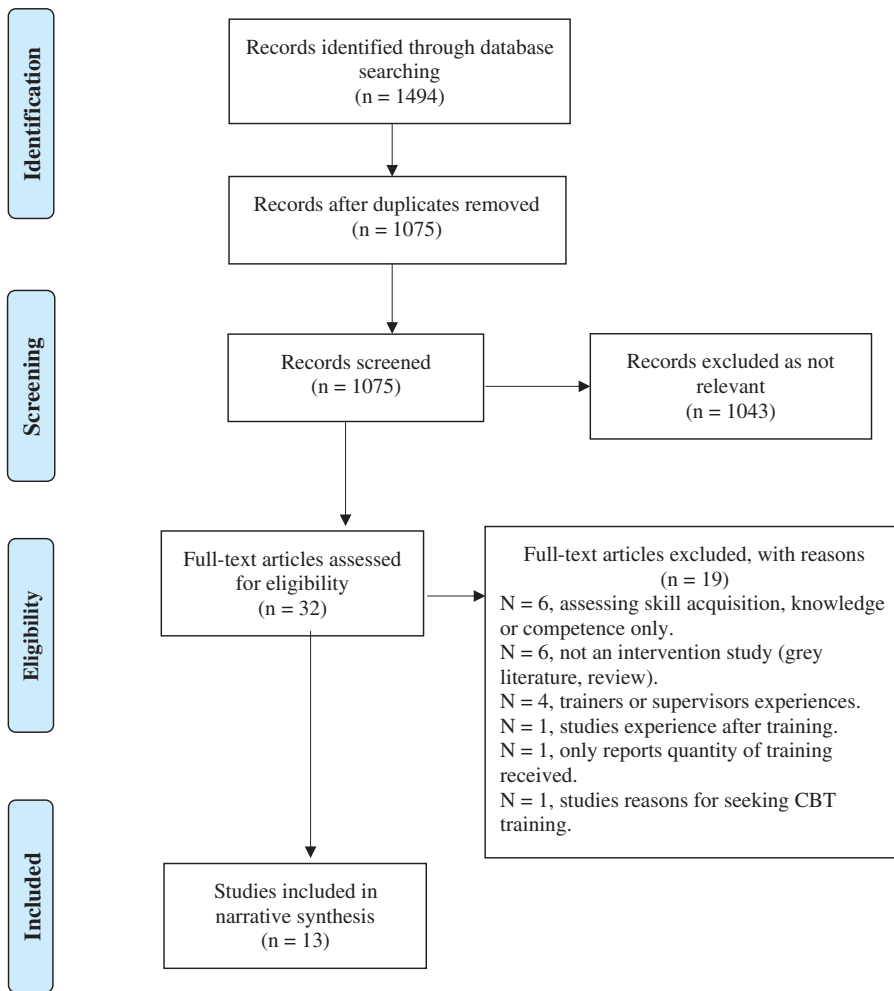 Identification
Records identified through database
searching
(n = 1494)
Records after duplicates removed
(n = 1075)
Screening
Records screened
(n = 1075)
Records excluded as not
relevant
(n = 1043)
Eligibility
Full-text articles assessed
for eligibility
(n = 32)
Full-text articles excluded, with reasons
(n = 19)
N = 6, assessing skill acquisition, knowledge
or competence only.
N = 6, not an intervention study (grey
literature, review).
N = 4, trainers or supervisors experiences.
N = 1, studies experience after training.
N = 1, only reports quantity of training
received.
N = 1, studies reasons for seeking CBT
training.
Included
Studies included in
narrative synthesis
(n = 13)